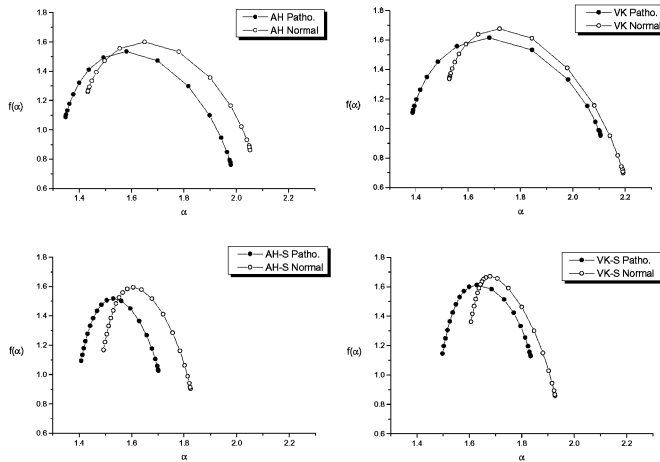 AH Patho.
AH Normal
f(α)
1.8
1.6
1.4
1.2
1.0
0.8
0.6
1.4 1.6 1.8 2.0 2.2
α
VK Patho.
VK Normal
f(α)
1.8
1.6
1.4
1.2
1.0
0.8
0.6
1.4 1.6 1.8 2.0 2.2
α
AH-S Patho.
AH-S Normal
f(α)
1.8
1.6
1.4
1.2
1.0
0.8
0.6
1.4 1.6 1.8 2.0 2.2
α
VK-S Patho.
VK-S Normal
f(α)
1.8
1.6
1.4
1.2
1.0
0.8
0.6
1.4 1.6 1.8 2.0 2.2
α